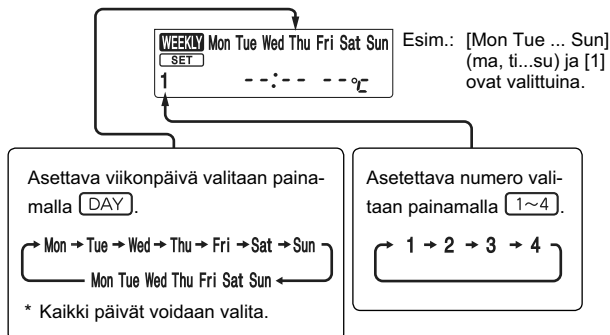 WEEKLY Mon Tue Wed Thu Fri Sat Sun
SET
1 --:-- --℃
Esim.: [Mon Tue ... Sun]
(ma, ti...su) ja [1]
ovat valittuina.
Asettava viikonpäivä valitaan paina-
malla DAY.
Mon → Tue → Wed → Thu → Fri → Sat → Sun
Mon Tue Wed Thu Fri Sat Sun
* Kaikki päivät voidaan valita.
Asetettava numero vali-
taan painamalla 1~4.
1 → 2 → 3 → 4